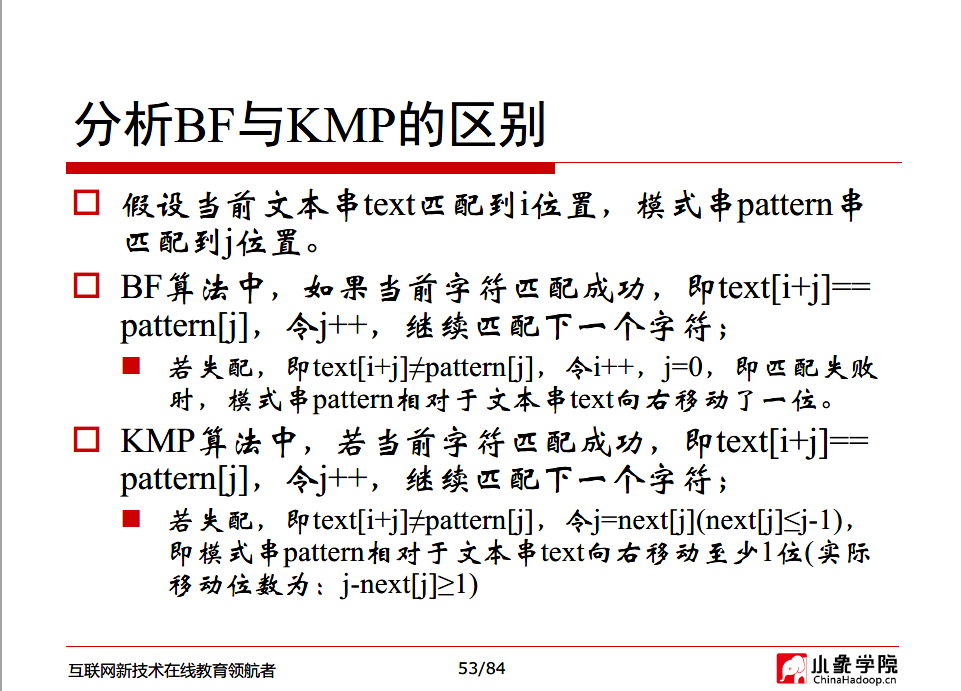 分析BF与KMP的区别
假设当前文本串text匹配到i位置，模式串pattern串
匹配到j位置。
BF算法中，如果当前字符匹配成功，即text[i+j]==
pattern[j]，令j++，继续匹配下一个字符；
若失配，即text[i+j]≠pattern[j]，令i++，j=0，即匹配失败
时，模式串pattern相对于文本串text向右移动了一位。
KMP算法中，若当前字符匹配成功，即text[i+j]==
pattern[j]，令j++，继续匹配下一个字符；
若失配，即text[i+j]≠pattern[j]，令j=next[j](next[j]≤j-1)，
即模式串pattern相对于文本串text向右移动至少1位(实际
移动位数为：j-next[j]≥1)
互联网新技术在线教育领航者
53/84
小象学院
ChinaHadoop.cn